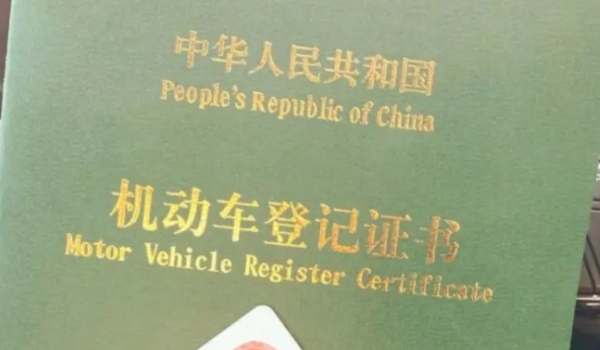 中华人民共和国
People's Republic of China
机动车登记证书
Motor Vehicle Register Certificate